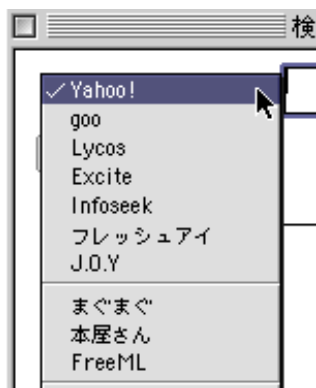 検
Yahoo!
goo
Lycos
Excite
Infoseek
フレッシュアイ
J.O.Y
まぐまぐ
本屋さん
FreeML